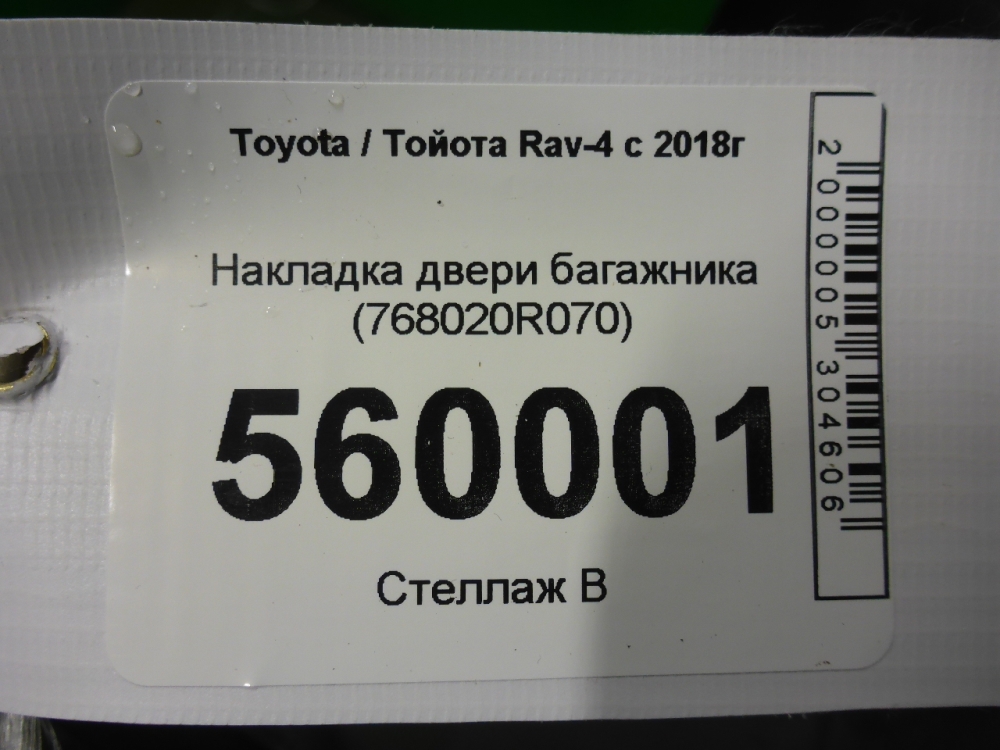 Toyota / Тойота Rav-4 с 2018г
Накладка двери багажника
(768020R070)
560001
Стеллаж В
2000005304606